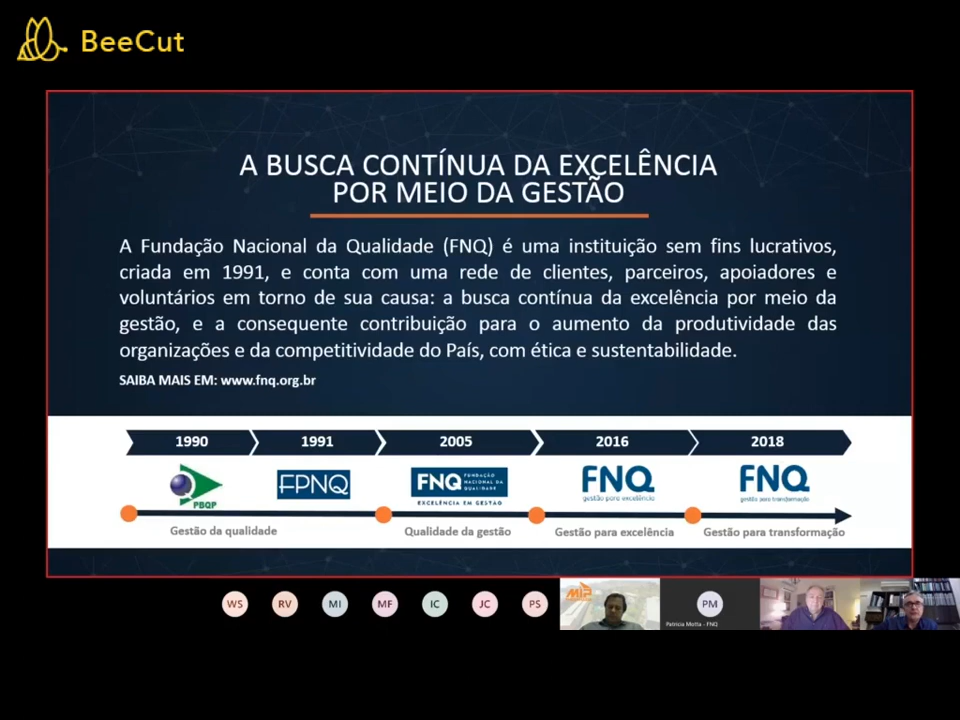 BeeCut
A BUSCA CONTÍNUA DA EXCELÊNCIA
POR MEIO DA GESTÃO
A Fundação Nacional da Qualidade (FNQ) é uma instituição sem fins lucrativos,
criada em 1991, e conta com uma rede de clientes, parceiros, apoiadores e
voluntários em torno de sua causa: a busca contínua da excelência por meio da
gestão, e a consequente contribuição para o aumento da produtividade das
organizações e da competitividade do País, com ética e sustentabilidade.
SAIBA MAIS EM: www.fnq.org.br
1990 1991 2005 2016 2018
PBQP
FPNQ
FNQ FUNDAÇÃO NACIONAL DA QUALIDADE
EXCELÊNCIA EM GESTÃO
FNQ
gestão para excelência
FNQ
gestão para transformação
Gestão da qualidade Qualidade da gestão Gestão para excelência Gestão para transformação
WS RV MI MF IC JC PS MIP PM
Patricia Motta - FNQ